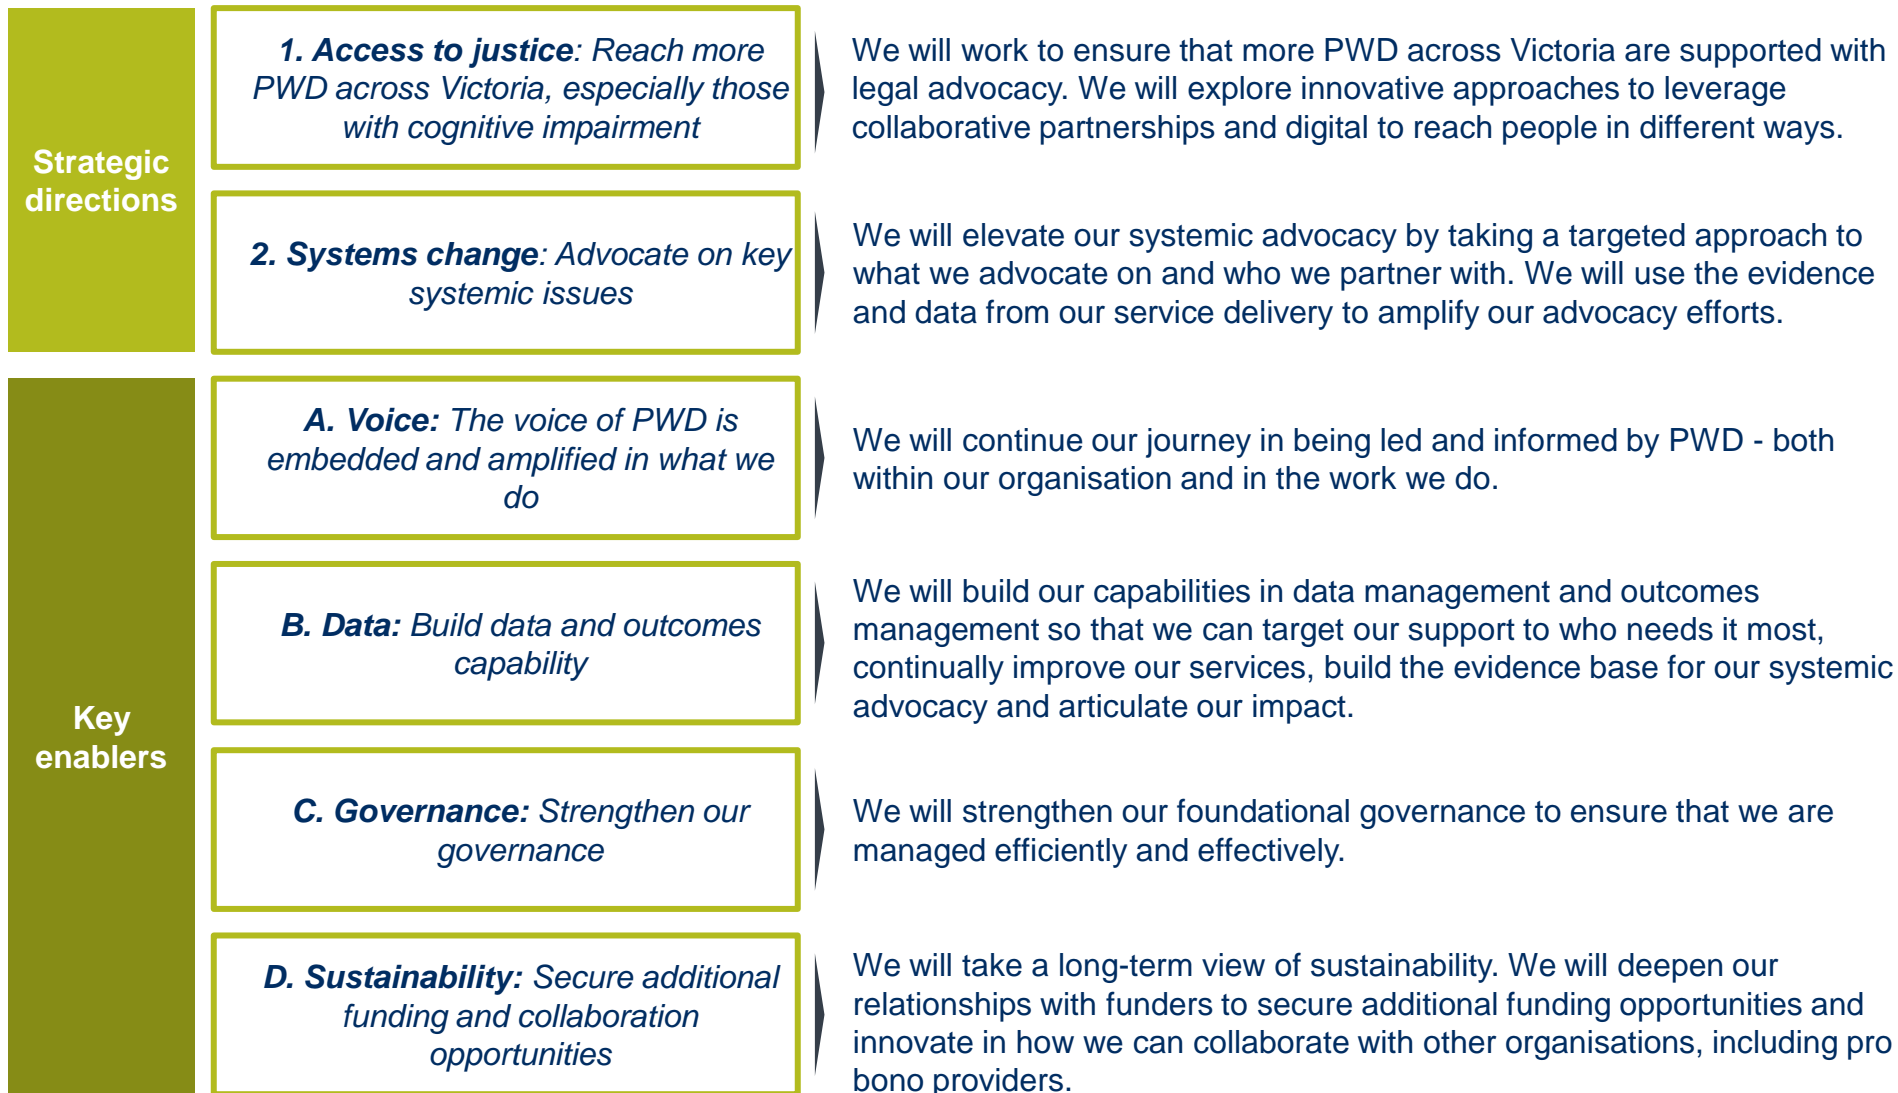 Strategic
directions
1. Access to justice: Reach more
PWD across Victoria, especially those
with cognitive impairment
We will work to ensure that more PWD across Victoria are supported with
legal advocacy. We will explore innovative approaches to leverage
collaborative partnerships and digital to reach people in different ways.
2. Systems change: Advocate on key
systemic issues
We will elevate our systemic advocacy by taking a targeted approach to
what we advocate on and who we partner with. We will use the evidence
and data from our service delivery to amplify our advocacy efforts.
Key
enablers
A. Voice: The voice of PWD is
embedded and amplified in what we
do
We will continue our journey in being led and informed by PWD - both
within our organisation and in the work we do.
B. Data: Build data and outcomes
capability
We will build our capabilities in data management and outcomes
management so that we can target our support to who needs it most,
continually improve our services, build the evidence base for our systemic
advocacy and articulate our impact.
C. Governance: Strengthen our
governance
We will strengthen our foundational governance to ensure that we are
managed efficiently and effectively.
D. Sustainability: Secure additional
funding and collaboration
opportunities
We will take a long-term view of sustainability. We will deepen our
relationships with funders to secure additional funding opportunities and
innovate in how we can collaborate with other organisations, including pro
bono providers.